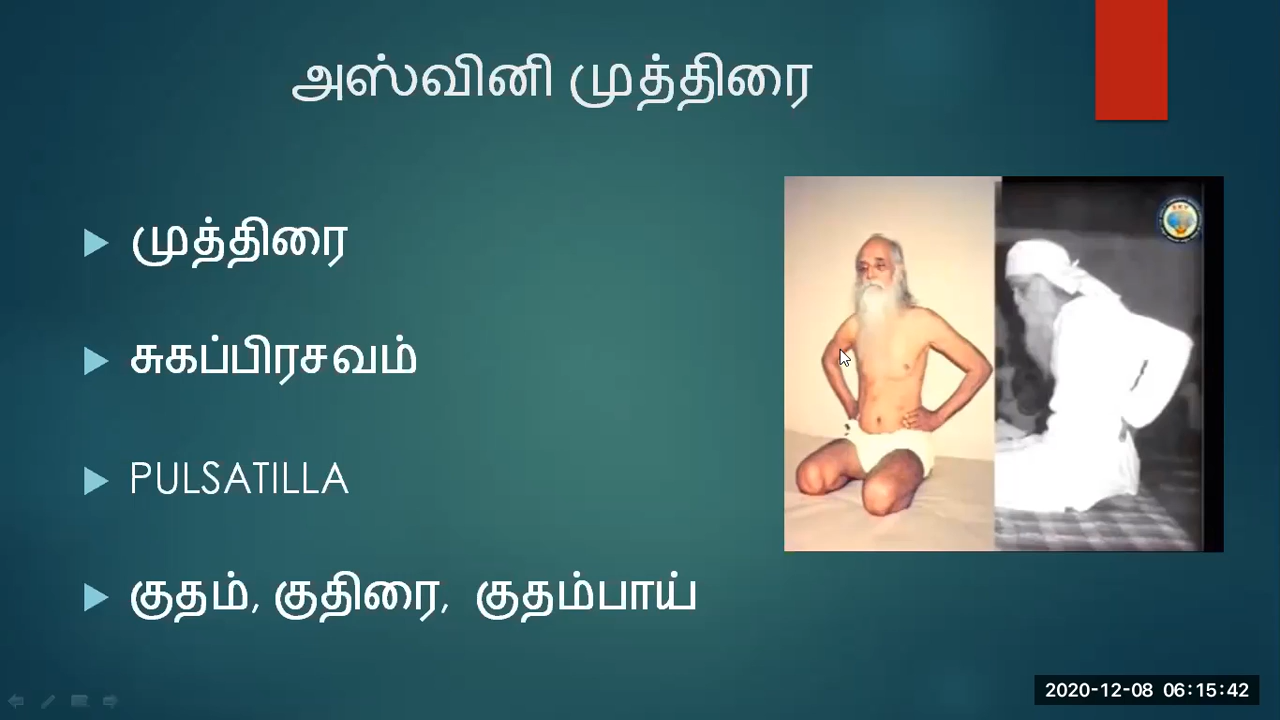 அஸ்வினி முத்திரை
முத்திரை
சுகப்பிரசவம்
PULSATILLA
குதம், குதிரை, குதம்பாய்
2020-12-08 06:15:42